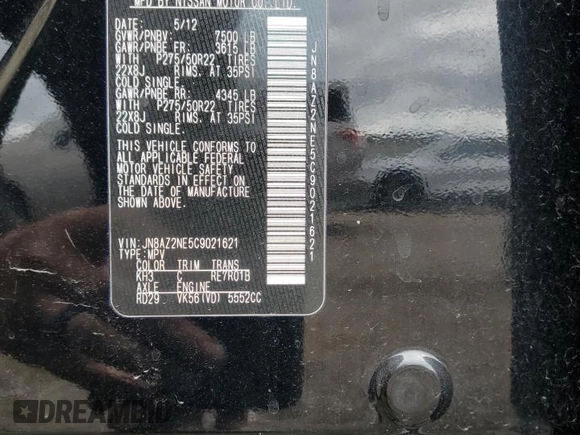 MFD BY NISSAN MOTOR CO.,LTD.
DATE: 5/12
GVWR/PNBV: 7500 LB
GAWR/PNBE FR: 3615 LB
WITH P275/50R22 TIRES
22X8J RIMS. AT 35PSI
COLD SINGLE
GAWR/PNBE RR: 4345 LB
WITH P275/50R22 TIRES
22X8J RIMS. AT 35PSI
COLD SINGLE.
THIS VEHICLE CONFORMS TO
ALL APPLICABLE FEDERAL
MOTOR VEHICLE SAFETY
STANDARDS IN EFFECT ON
THE DATE OF MANUFACTURE
SHOWN ABOVE.
VIN: JN8AZ2NE5C9021621
TYPE: MPV
COLOR TRIM TRANS
KH3 C RE7R01B
AXLE ENGINE
RD29 VK56(VD) 5552CC
JN8AZ2NE5C9021621
DREAMBID